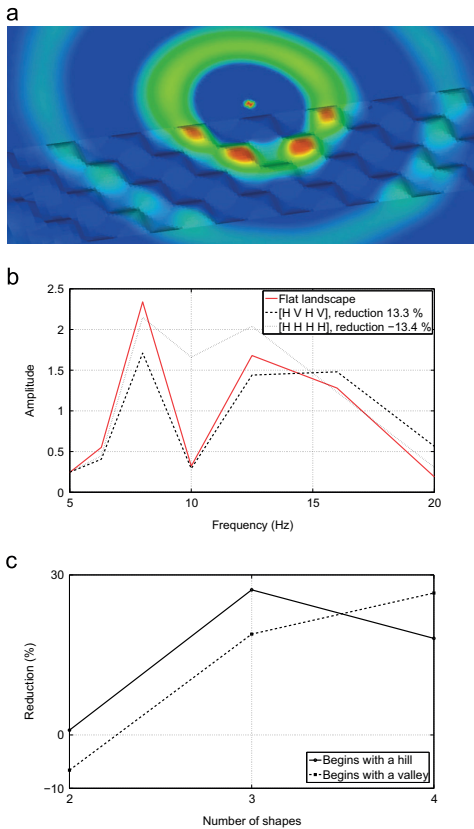 a
b
2.5
2
1.5
1
0.5
0
Amplitude
Flat landscape
[H V H V], reduction 13.3 %
[H H H H], reduction −13.4 %
5
10
15
20
Frequency (Hz)
c
30
0
−10
Reduction (%)
Begins with a hill
Begins with a valley
2
3
4
Number of shapes